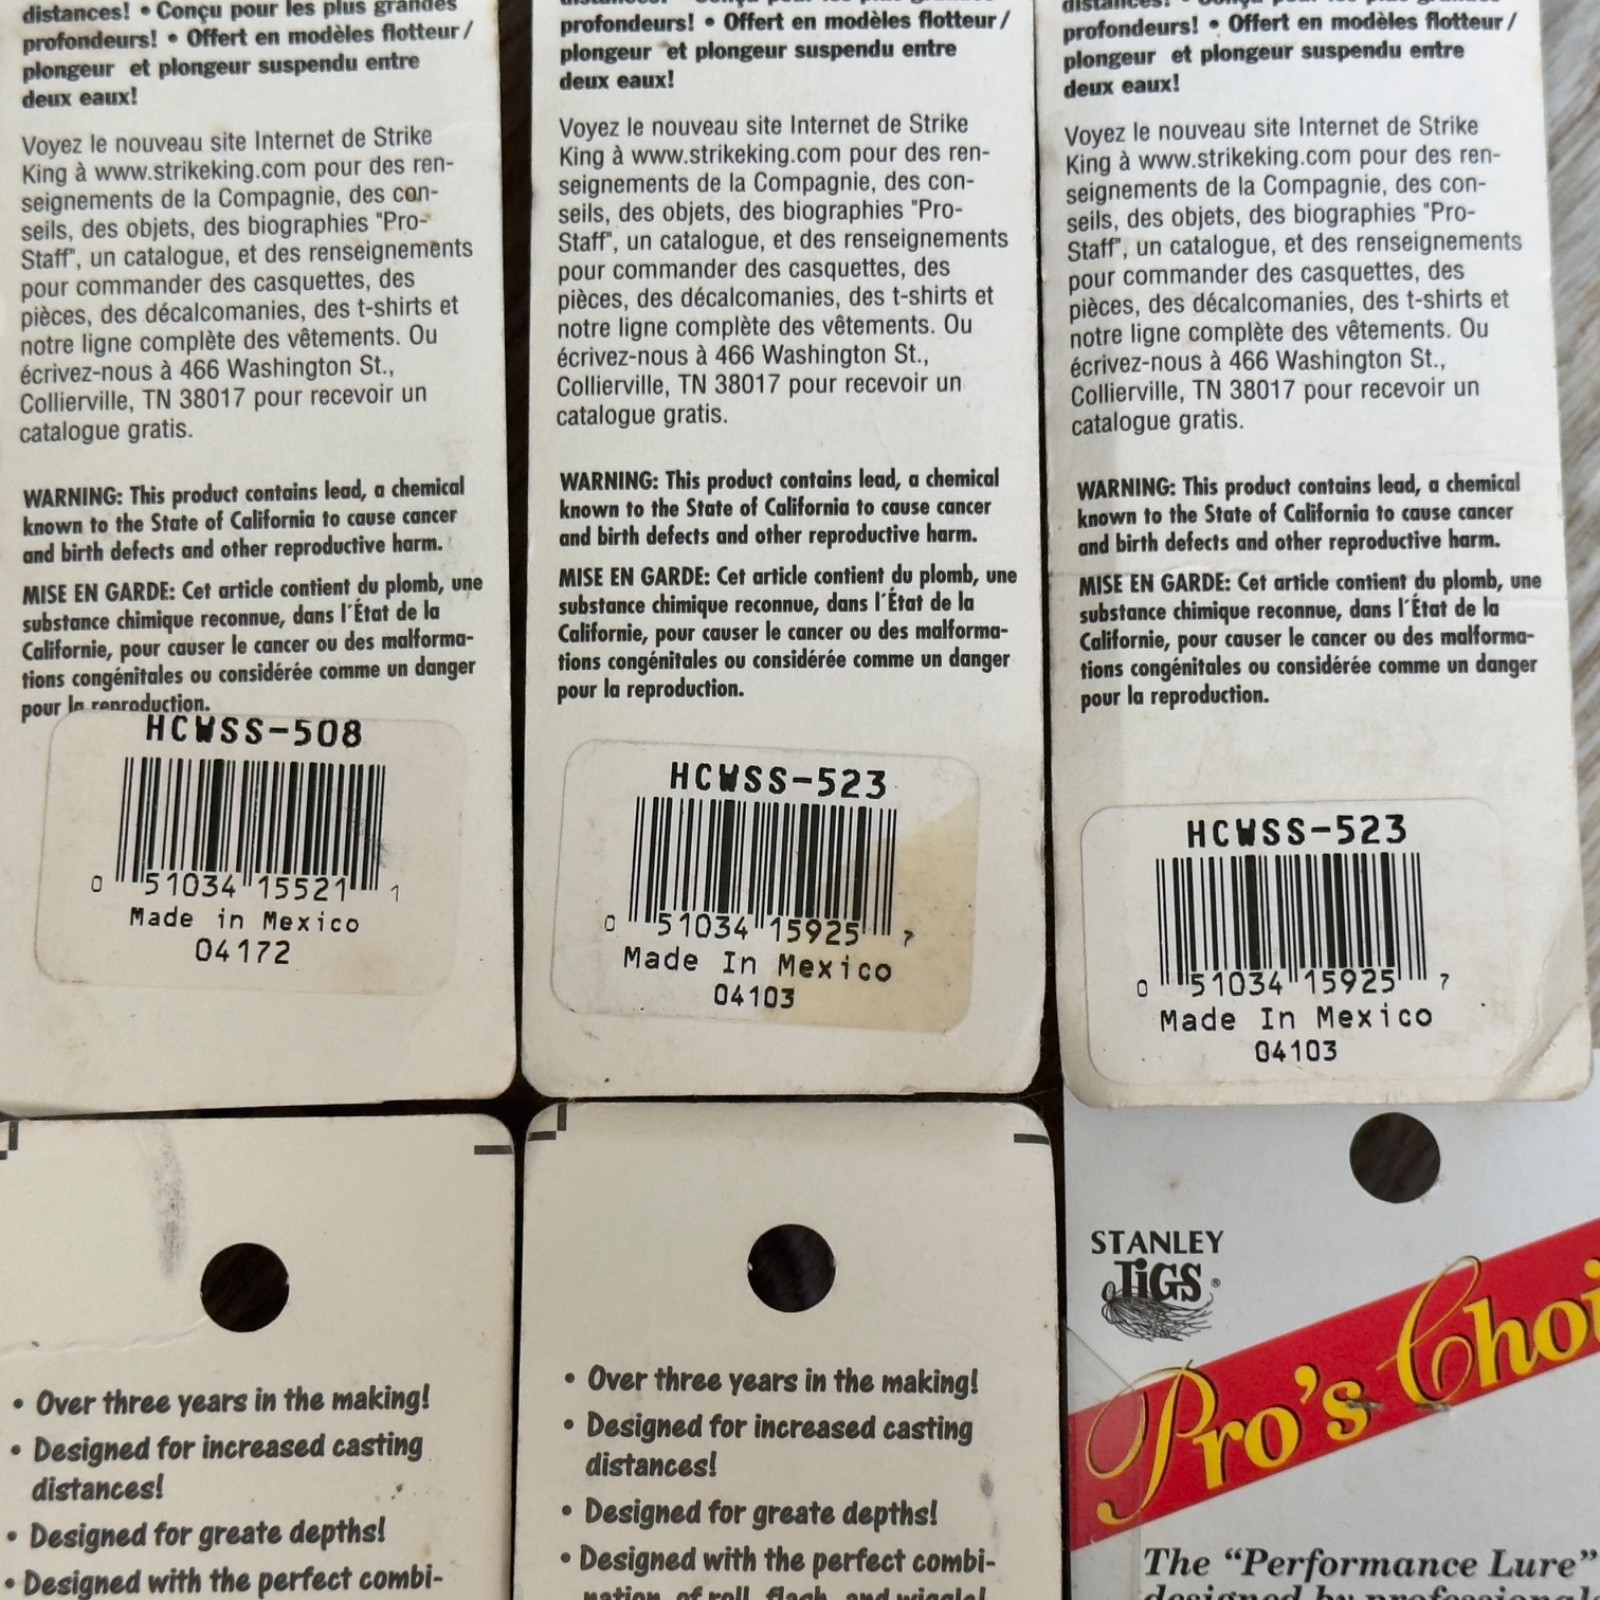 distances! • Conçu pour les plus grandes
profondeurs! • Offert en modèles flotteur/
plongeur et plongeur suspendu entre
deux eaux!
Voyez le nouveau site Internet de Strike
King à www.strikeking.com pour des ren-
seignements de la Compagnie, des con-
seils, des objets, des biographies "Pro-
Staff", un catalogue, et des renseignements
pour commander des casquettes, des
pièces, des décalcomanies, des t-shirts et
notre ligne complète des vêtements. Ou
écrivez-nous à 466 Washington St.,
Collierville, TN 38017 pour recevoir un
catalogue gratis.
WARNING: This product contains lead, a chemical
known to the State of California to cause cancer
and birth defects and other reproductive harm.
MISE EN GARDE: Cet article contient du plomb, une
substance chimique reconnue, dans l'État de la
Californie, pour causer le cancer ou des malforma-
tions congénitales ou considérée comme un danger
pour la reproduction.
HCWSS-508
0 51034 15521 1
Made in Mexico
04172
profondeurs! • Offert en modèles flotteur/
plongeur et plongeur suspendu entre
deux eaux!
Voyez le nouveau site Internet de Strike
King à www.strikeking.com pour des ren-
seignements de la Compagnie, des con-
seils, des objets, des biographies "Pro-
Staff", un catalogue, et des renseignements
pour commander des casquettes, des
pièces, des décalcomanies, des t-shirts et
notre ligne complète des vêtements. Ou
écrivez-nous à 466 Washington St.,
Collierville, TN 38017 pour recevoir un
catalogue gratis.
WARNING: This product contains lead, a chemical
known to the State of California to cause cancer
and birth defects and other reproductive harm.
MISE EN GARDE: Cet article contient du plomb, une
substance chimique reconnue, dans l'État de la
Californie, pour causer le cancer ou des malforma-
tions congénitales ou considérée comme un danger
pour la reproduction.
HCWSS-523
0 51034 15925 7
Made In Mexico
04103
profondeurs! • Offert en modèles flotteur/
plongeur et plongeur suspendu entre
deux eaux!
Voyez le nouveau site Internet de Strike
King à www.strikeking.com pour des ren-
seignements de la Compagnie, des con-
seils, des objets, des biographies "Pro-
Staff", un catalogue, et des renseignements
pour commander des casquettes, des
pièces, des décalcomanies, des t-shirts et
notre ligne complète des vêtements. Ou
écrivez-nous à 466 Washington St.,
Collierville, TN 38017 pour recevoir un
catalogue gratis.
WARNING: This product contains lead, a chemical
known to the State of California to cause cancer
and birth defects and other reproductive harm.
MISE EN GARDE: Cet article contient du plomb, une
substance chimique reconnue, dans l'État de la
Californie, pour causer le cancer ou des malforma-
tions congénitales ou considérée comme un danger
pour la reproduction.
HCWSS-523
0 51034 15925 7
Made In Mexico
04103
• Over three years in the making!
• Designed for increased casting
distances!
• Designed for greate depths!
• Designed with the perfect combi-
• Over three years in the making!
• Designed for increased casting
distances!
• Designed for greate depths!
• Designed with the perfect combi-
nation of roll, flash, and wiggle!
STANLEY
JIGS®
Pro's Choi
The "Performance Lure"
designed by professionals